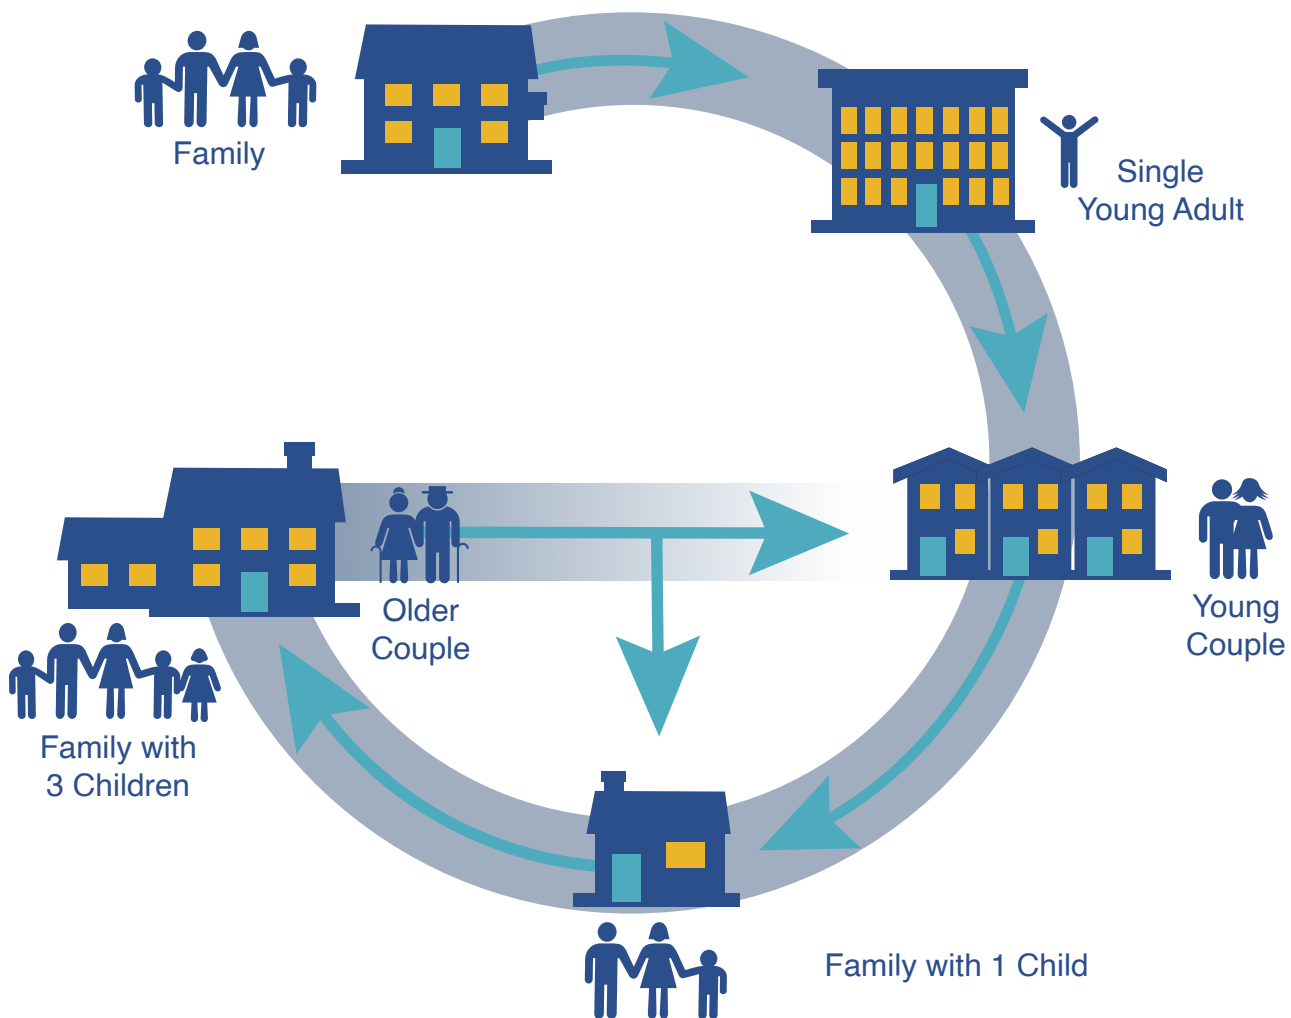 Family
Single
Young Adult
Older
Couple
Young
Couple
Family with
3 Children
Family with 1 Child